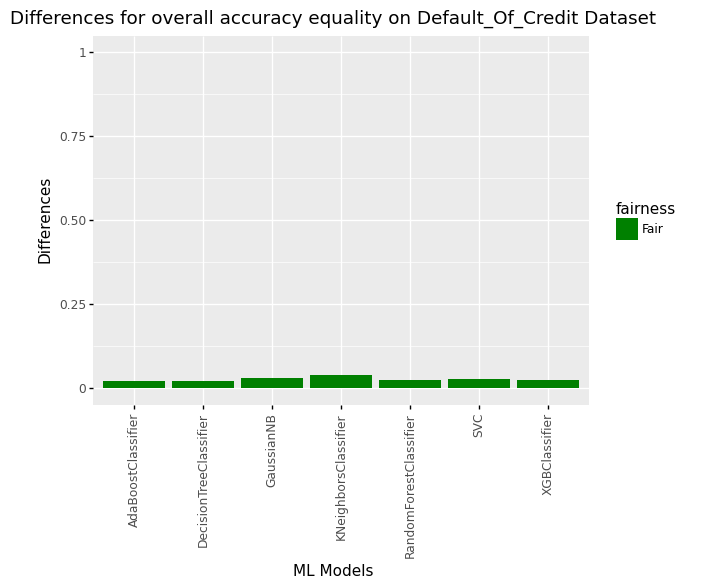 Differences for overall accuracy equality on Default_Of_Credit Dataset
1
0.75
0.50
0.25
0
Differences
AdaBoostClassifier
DecisionTreeClassifier
GaussianNB
KNeighborsClassifier
RandomForestClassifier
SVC
XGBClassifier
ML Models
fairness
Fair